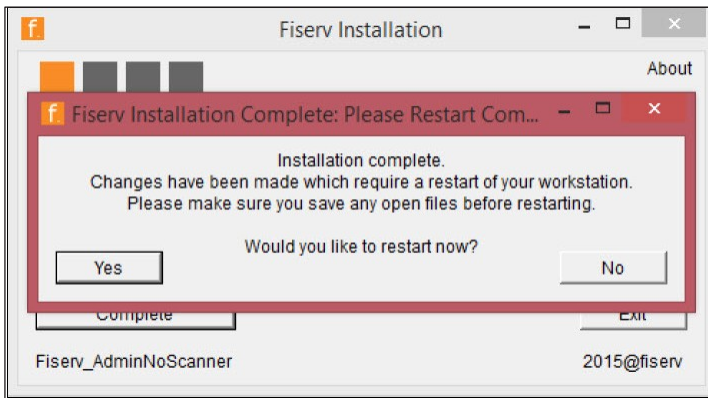 f.
Fiserv Installation
About
f. Fiserv Installation Complete: Please Restart Com...
Installation complete.
Changes have been made which require a restart of your workstation.
Please make sure you save any open files before restarting.
Would you like to restart now?
Yes
No
Complete
Exit
Fiserv_AdminNoScanner
2015@fiserv